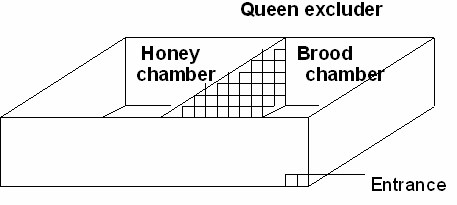 Queen excluder
Honey
chamber
Brood
chamber
Entrance